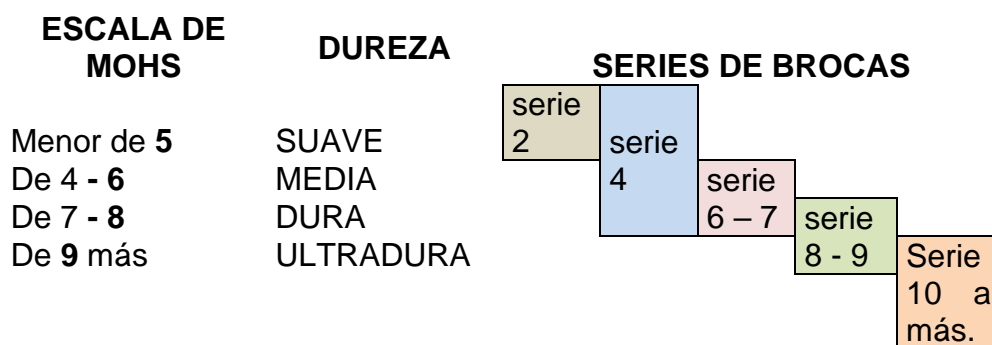 ESCALA DE
MOHS
DUREZA
SERIES DE BROCAS
Menor de 5
SUAVE
De 4 - 6
MEDIA
De 7 - 8
DURA
De 9 más
ULTRADURA
serie
2
serie
4
serie
6 – 7
serie
8 - 9
Serie
10 a
más.